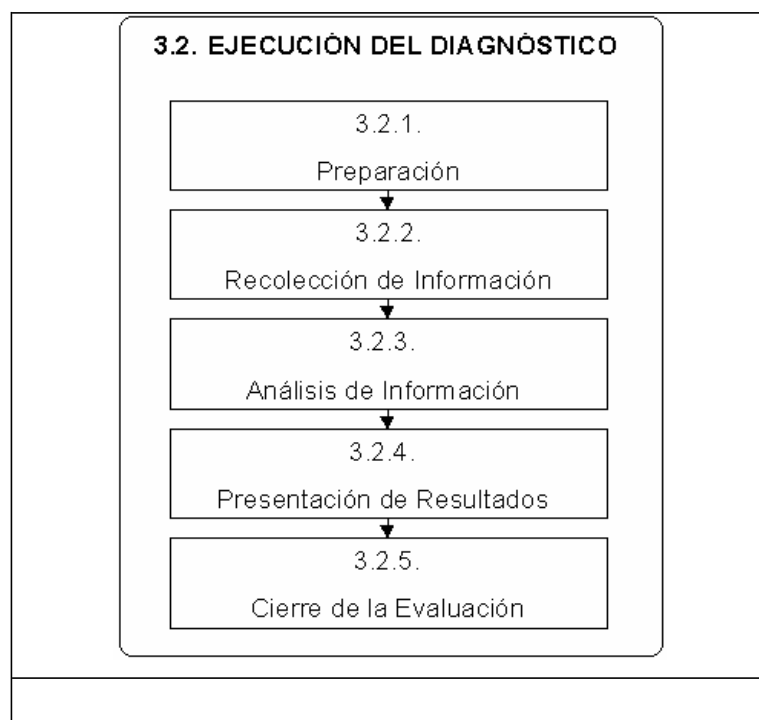 3.2. EJECUCIÓN DEL DIAGNÓSTICO
3.2.1.
Preparación
3.2.2.
Recolección de Información
3.2.3.
Análisis de Información
3.2.4.
Presentación de Resultados
3.2.5.
Cierre de la Evaluación